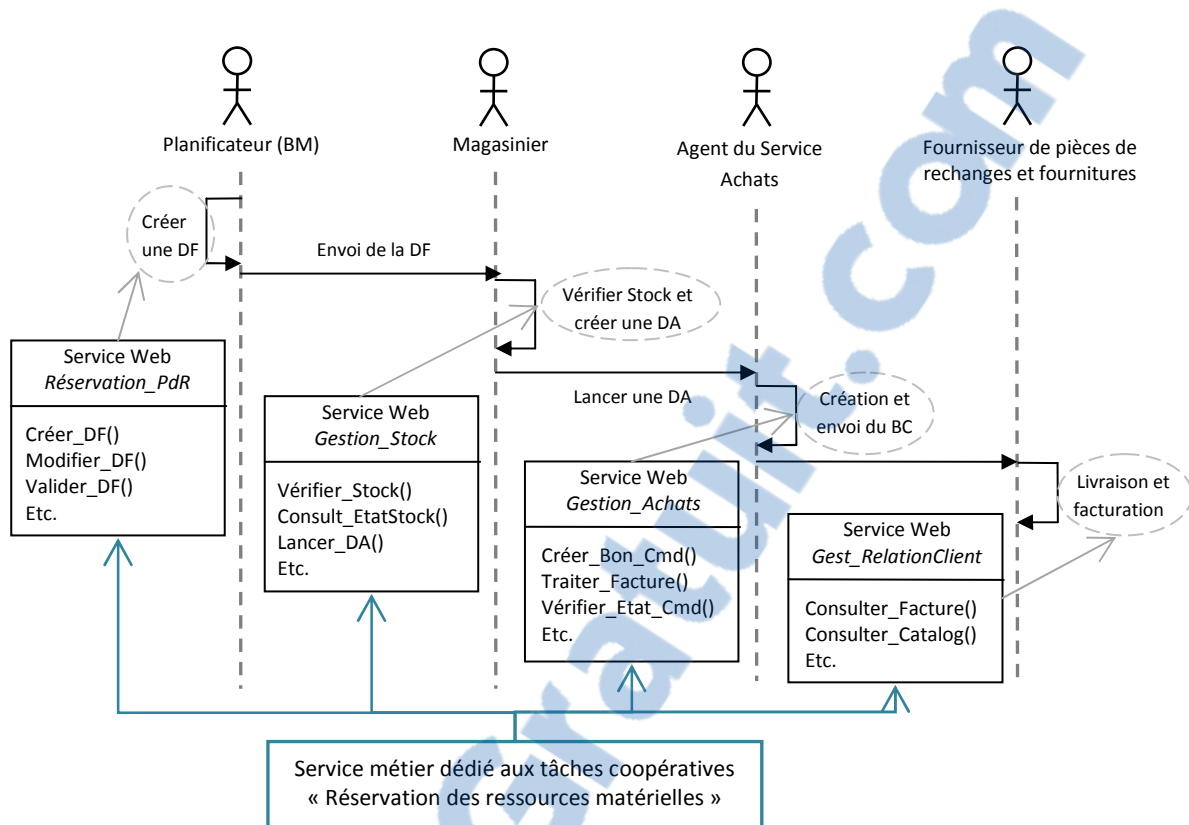 Planificateur (BM)
Magasinier
Agent du Service
Achats
Fournisseur de pièces de
rechanges et fournitures
Créer
une DF
Envoi de la DF
Vérifier Stock et
créer une DA
Lancer une DA
Création et
envoi du BC
Livraison et
facturation
Service Web
Réservation_PdR
Créer_DF()
Modifier_DF()
Valider_DF()
Etc.
Service Web
Gestion_Stock
Vérifier_Stock()
Consult_EtatStock()
Lancer_DA()
Etc.
Service Web
Gestion_Achats
Créer_Bon_Cmd()
Traiter_Facture()
Vérifier_Etat_Cmd()
Etc.
Service Web
Gest_RelationClient
Consulter_Facture()
Consulter_Catalog()
Etc.
Service métier dédié aux tâches coopératives
« Réservation des ressources matérielles »
Gratuit.com